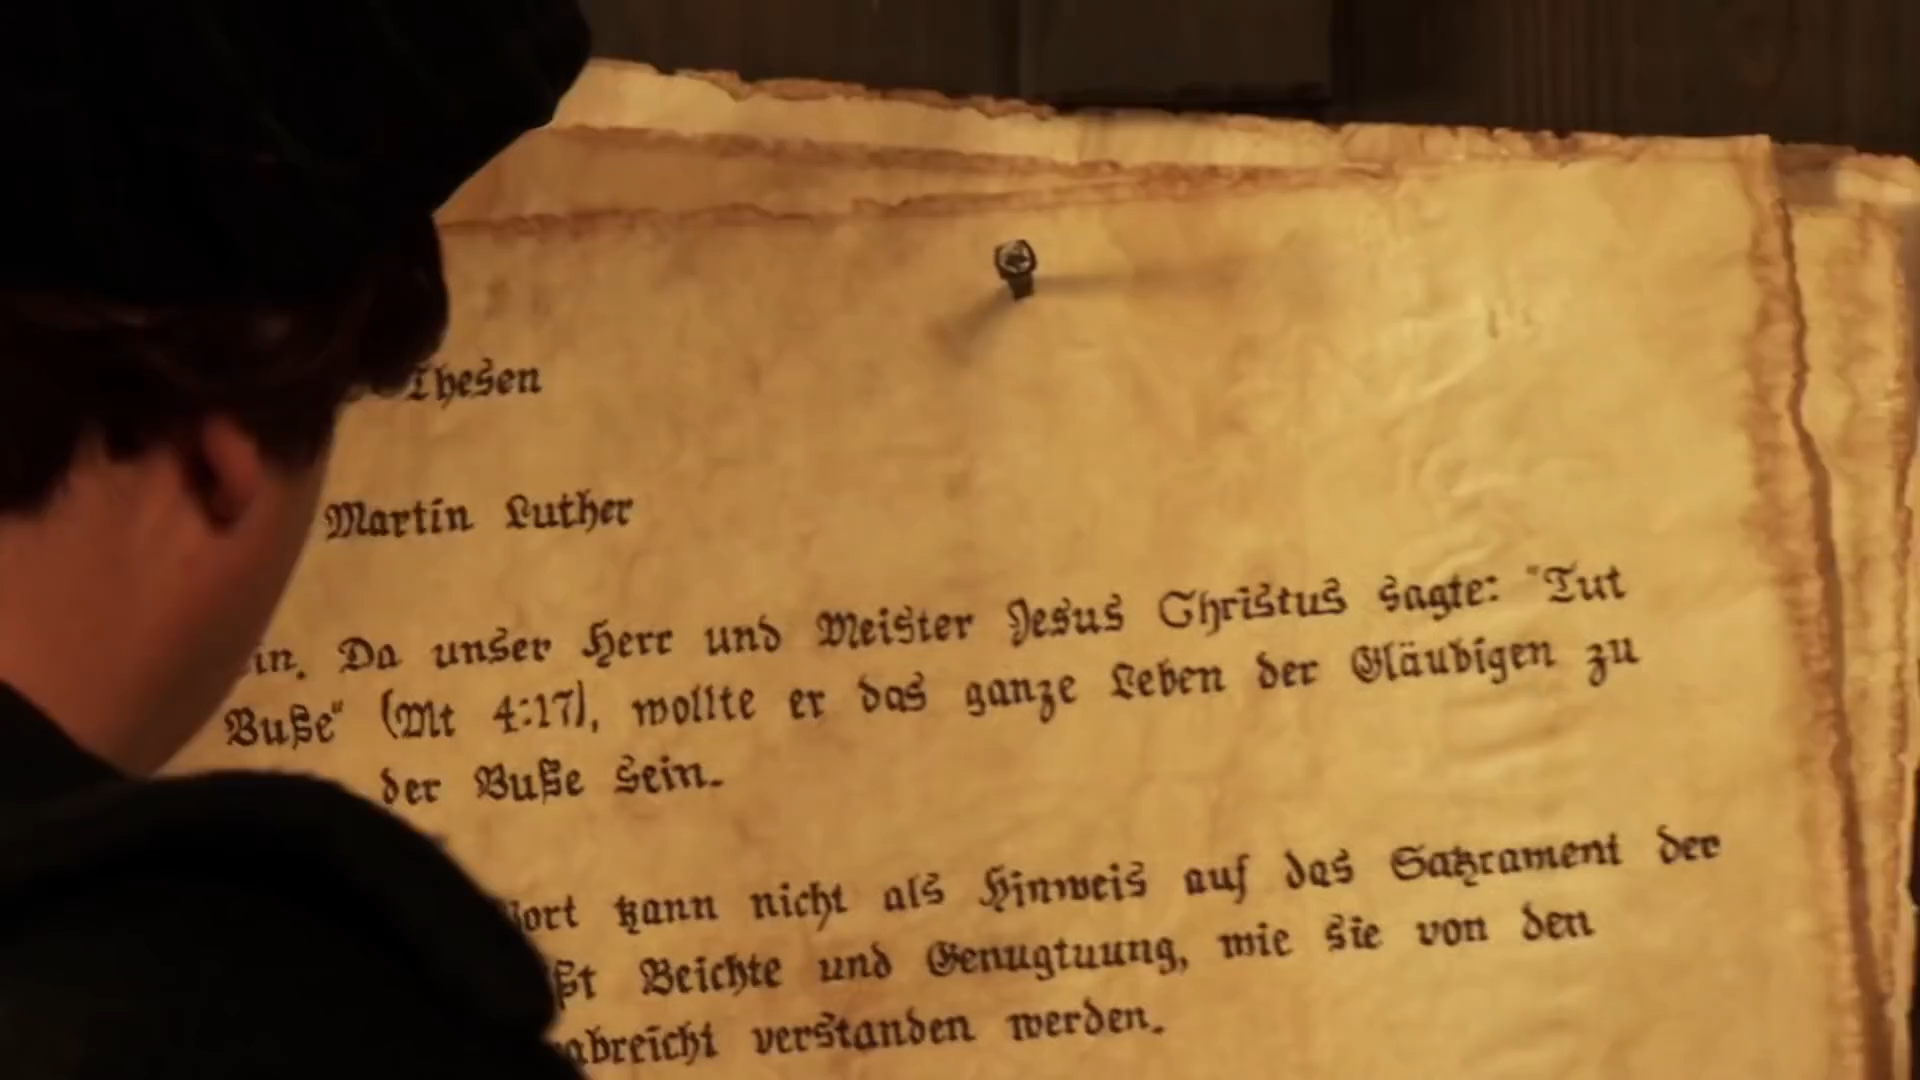 Thesen
Martin Luther
Da unser Herr und Meister Jesus Christus sagte: "Tut
Buße" (Mt 4:17), wollte er das ganze Leben der Gläubigen zu
der Buße sein.
kann nicht als Hinweis auf das Sakrament der
Beichte und Genugtuung, wie sie von den
verstanden werden.